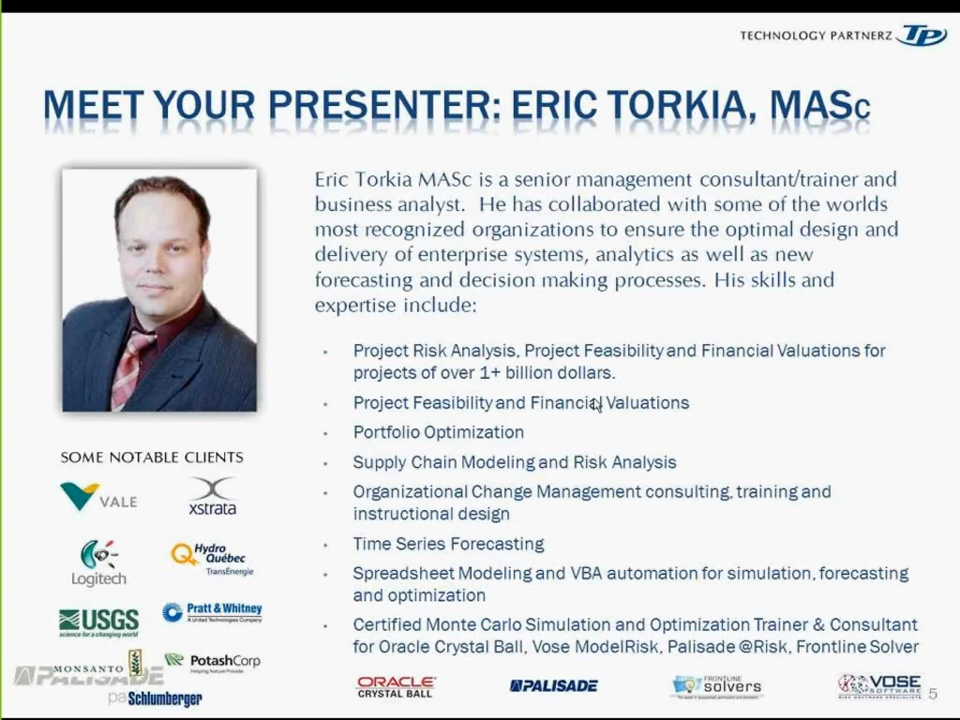 TECHNOLOGY PARTNERZ TP
MEET YOUR PRESENTER: ERIC TORKIA, MASC
Eric Torkia MASc is a senior management consultant/trainer and
business analyst. He has collaborated with some of the worlds
most recognized organizations to ensure the optimal design and
delivery of enterprise systems, analytics as well as new
forecasting and decision making processes. His skills and
expertise include:
• Project Risk Analysis, Project Feasibility and Financial Valuations for
projects of over 1+ billion dollars.
• Project Feasibility and Financial Valuations
• Portfolio Optimization
• Supply Chain Modeling and Risk Analysis
• Organizational Change Management consulting, training and
instructional design
• Time Series Forecasting
• Spreadsheet Modeling and VBA automation for simulation, forecasting
and optimization
• Certified Monte Carlo Simulation and Optimization Trainer & Consultant
for Oracle Crystal Ball, Vose ModelRisk, Palisade @Risk, Frontline Solver
SOME NOTABLE CLIENTS
VALE
xstrata
Logitech
Hydro
Québec
TransÉnergie
USGS
science for a changing world
Pratt & Whitney
A United Technologies Company
MONSANTO
PotashCorp
Helping Nature Provide
PALISADE
Schlumberger
ORACLE
CRYSTAL BALL
PALISADE
FRONTLINE
solvers
VOSE
SOFTWARE
5